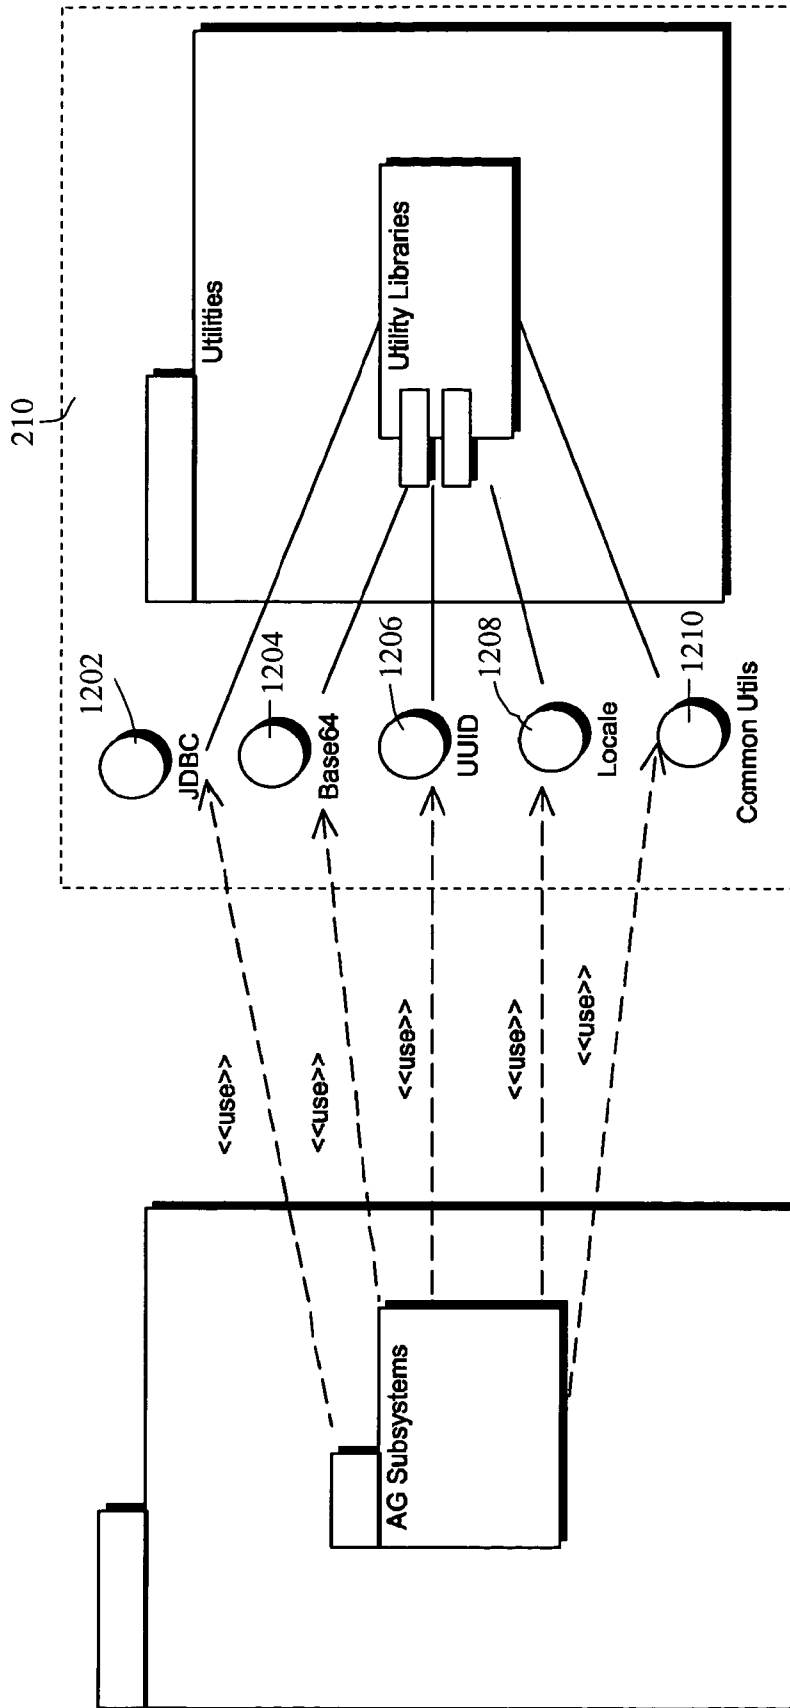 210
Utilities
Utility Libraries
1202
JDBC
1204
Base64
1206
UUID
1208
Locale
1210
Common Utils
<<use>>
<<use>>
<<use>>
<<use>>
<<use>>
AG Subsystems